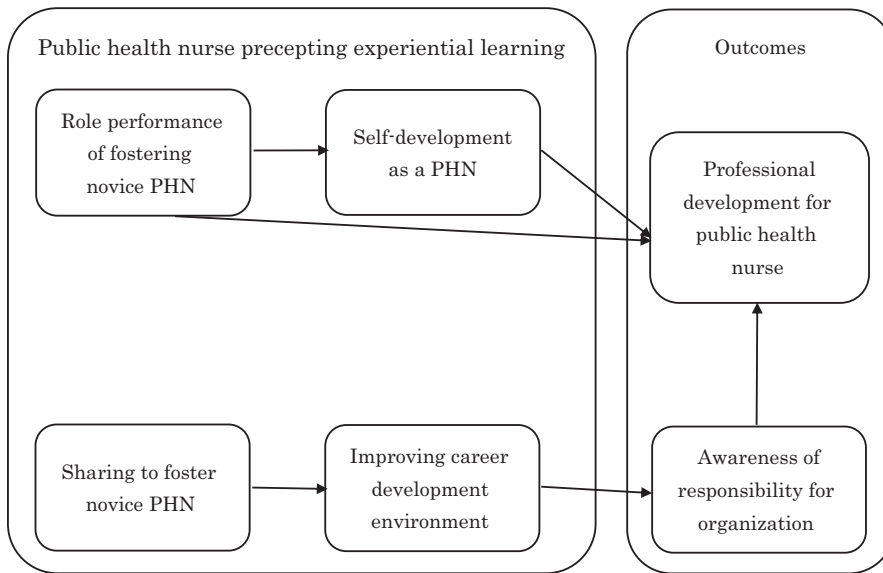 Public health nurse precepting experiential learning
Role performance
of fostering
novice PHN
Self-development
as a PHN
Sharing to foster
novice PHN
Improving career
development
environment
Outcomes
Professional
development for
public health
nurse
Awareness of
responsibility for
organization